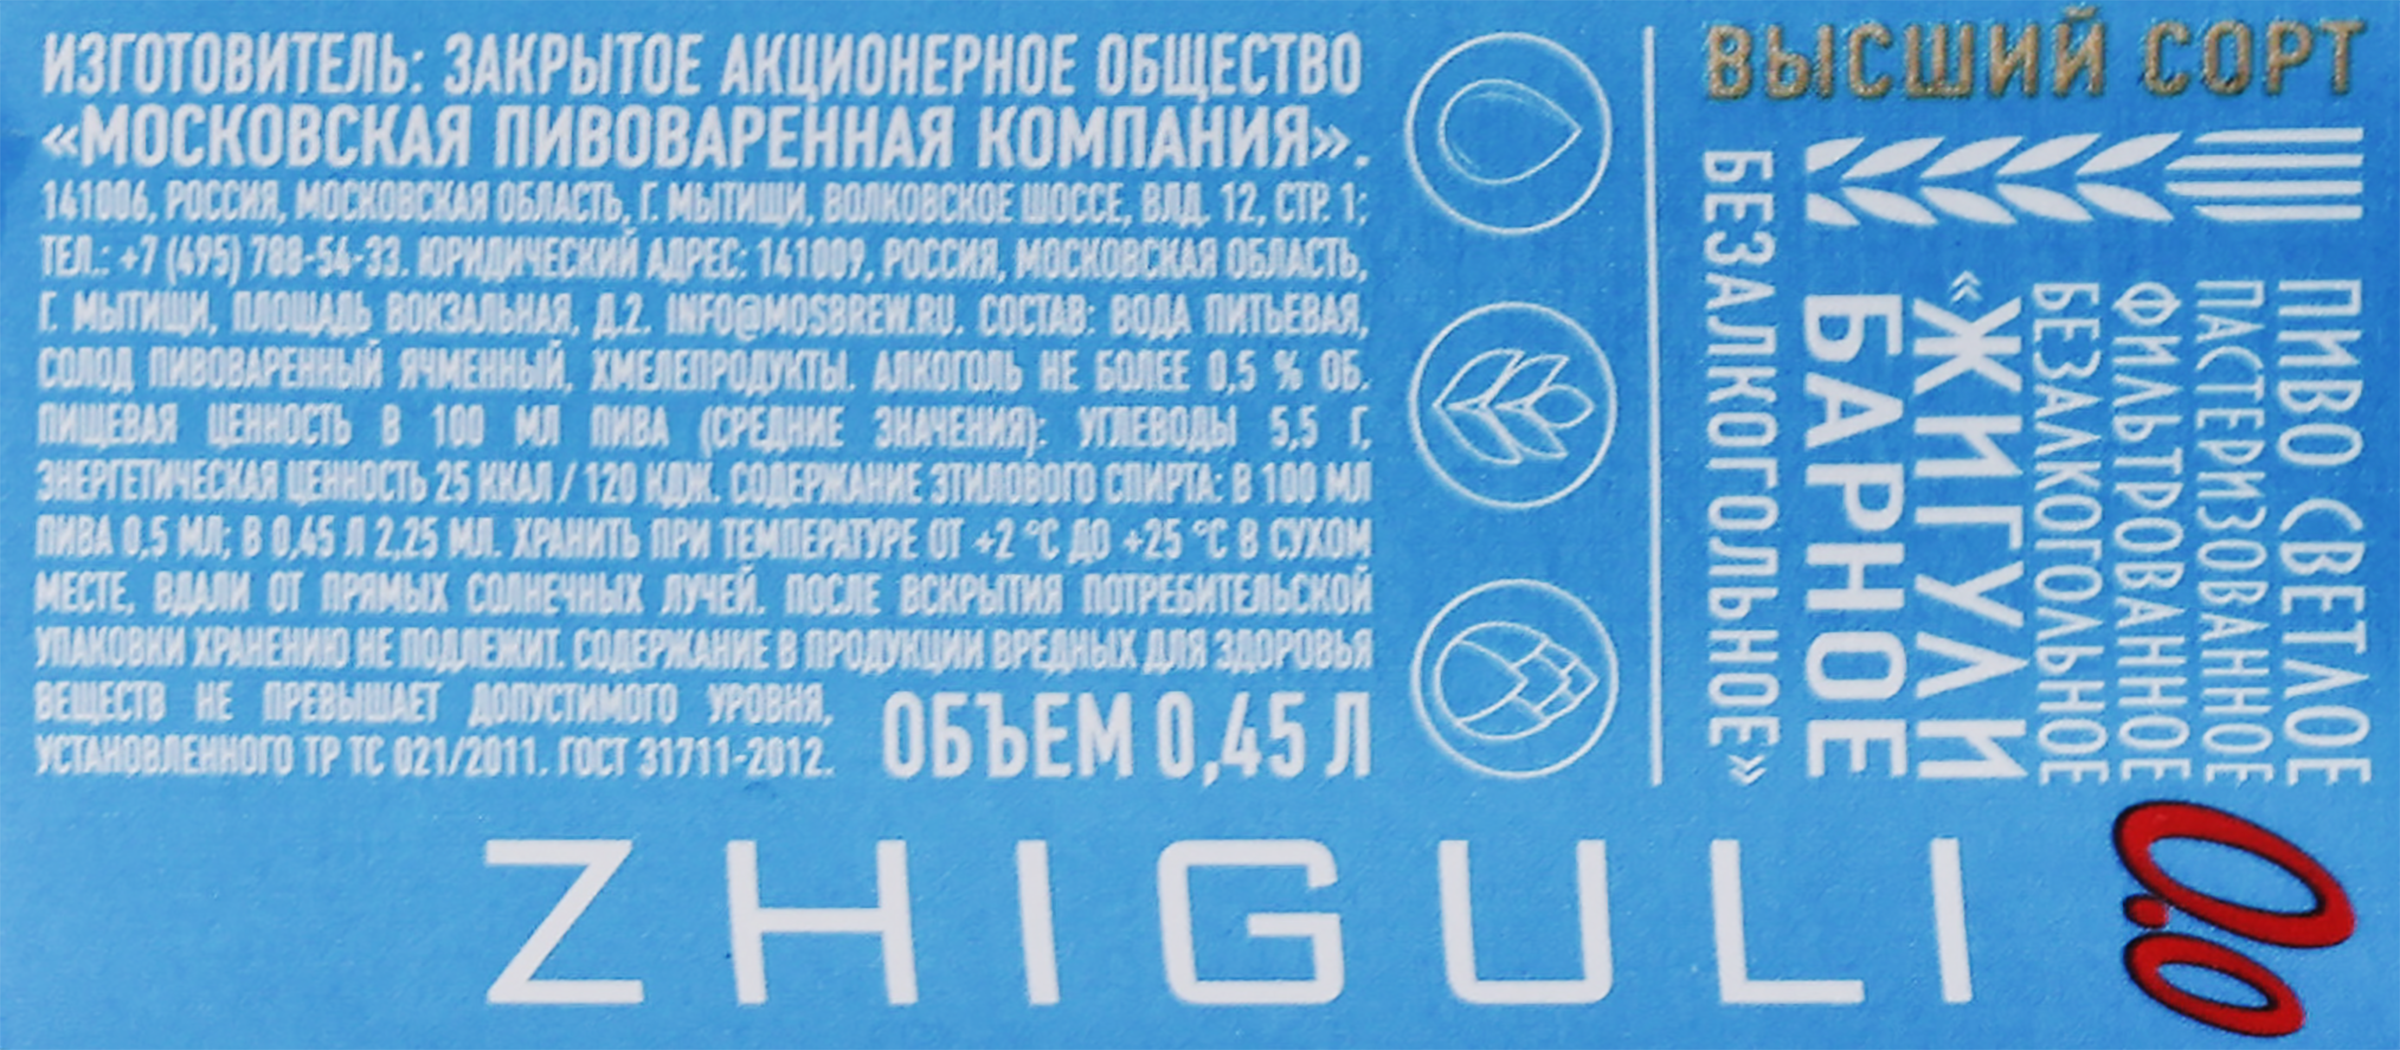 ИЗГОТОВИТЕЛЬ: ЗАКРЫТОЕ АКЦИОНЕРНОЕ ОБЩЕСТВО
«МОСКОВСКАЯ ПИВОВАРЕННАЯ КОМПАНИЯ».
141006, РОССИЯ, МОСКОВСКАЯ ОБЛАСТЬ, Г. МЫТИЩИ, ВОЛКОВСКОЕ ШОССЕ, ВЛД. 12, СТР. 1;
ТЕЛ.: +7 (495) 788-54-33. ЮРИДИЧЕСКИЙ АДРЕС: 141009, РОССИЯ, МОСКОВСКАЯ ОБЛАСТЬ,
Г. МЫТИЩИ, ПЛОЩАДЬ ВОКЗАЛЬНАЯ, Д.2. INFO@MOSBREW.RU. СОСТАВ: ВОДА ПИТЬЕВАЯ,
СОЛОД ПИВОВАРЕННЫЙ ЯЧМЕННЫЙ, ХМЕЛЕПРОДУКТЫ. АЛКОГОЛЬ НЕ БОЛЕЕ 0,5 % ОБ.
ПИЩЕВАЯ ЦЕННОСТЬ В 100 МЛ ПИВА (СРЕДНИЕ ЗНАЧЕНИЯ): УГЛЕВОДЫ 5,5 Г,
ЭНЕРГЕТИЧЕСКАЯ ЦЕННОСТЬ 25 ККАЛ / 120 КДЖ. СОДЕРЖАНИЕ ЭТИЛОВОГО СПИРТА: В 100 МЛ
ПИВА 0,5 МЛ; В 0,45 Л 2,25 МЛ. ХРАНИТЬ ПРИ ТЕМПЕРАТУРЕ ОТ +2 °С ДО +25 °С В СУХОМ
МЕСТЕ, ВДАЛИ ОТ ПРЯМЫХ СОЛНЕЧНЫХ ЛУЧЕЙ. ПОСЛЕ ВСКРЫТИЯ ПОТРЕБИТЕЛЬСКОЙ
УПАКОВКИ ХРАНЕНИЮ НЕ ПОДЛЕЖИТ. СОДЕРЖАНИЕ В ПРОДУКЦИИ ВРЕДНЫХ ДЛЯ ЗДОРОВЬЯ
ВЕЩЕСТВ НЕ ПРЕВЫШАЕТ ДОПУСТИМОГО УРОВНЯ,
УСТАНОВЛЕННОГО ТР ТС 021/2011. ГОСТ 31711-2012.
ОБЪЕМ 0,45 Л
ВЫСШИЙ СОРТ
ПИВО СВЕТЛОЕ
ПАСТЕРИЗОВАННОЕ
ФИЛЬТРОВАННОЕ
БЕЗАЛКОГОЛЬНОЕ
«ЖИГУЛИ
БАРНОЕ
БЕЗАЛКОГОЛЬНОЕ»
ZHIGULI
0.0